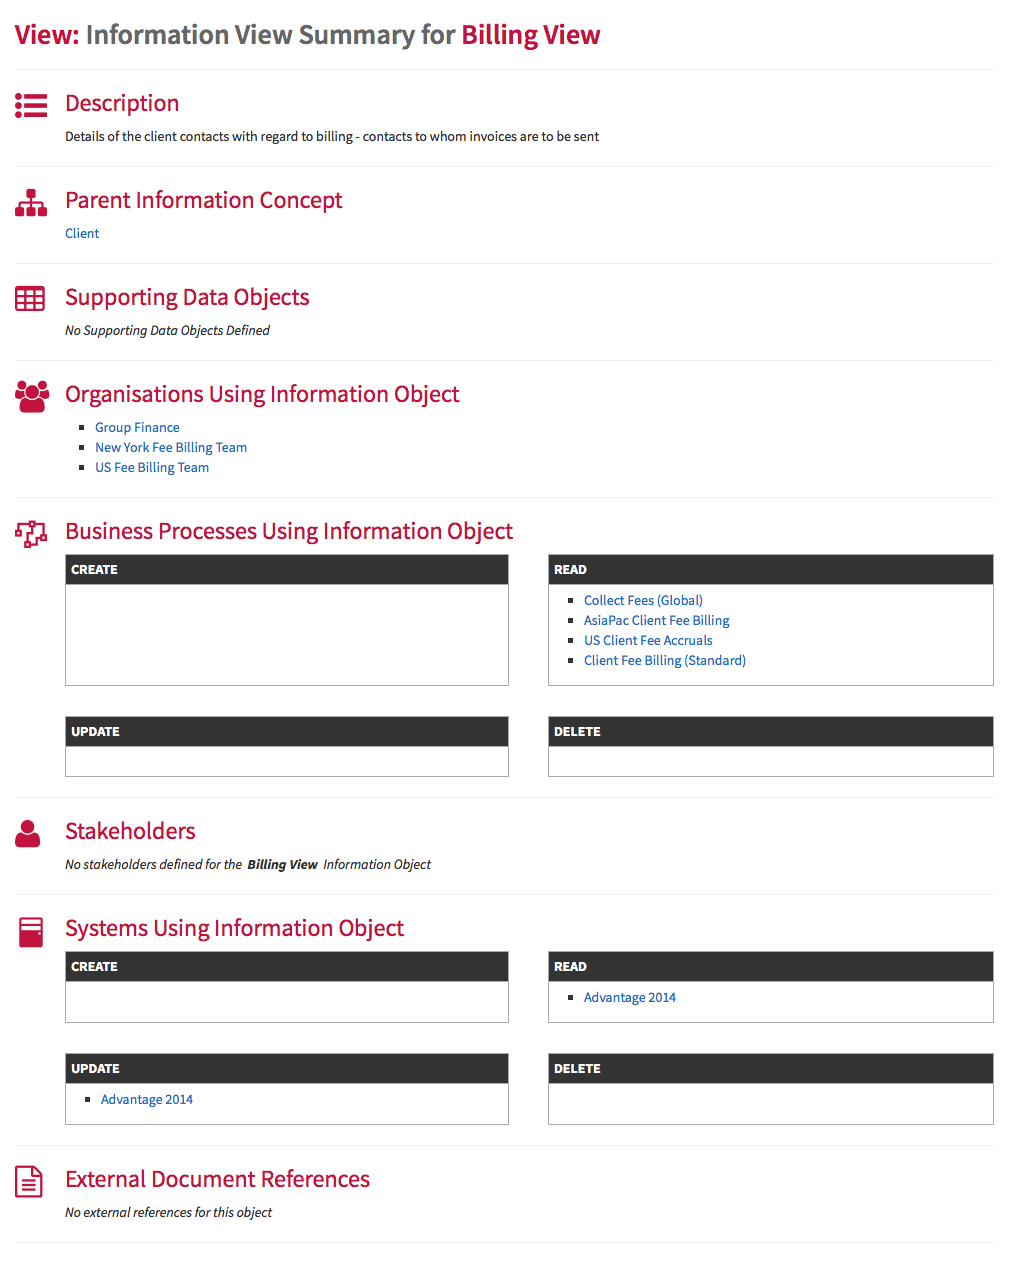 View: Information View Summary for Billing View
Description
Details of the client contacts with regard to billing - contacts to whom invoices are to be sent
Parent Information Concept
Client
Supporting Data Objects
No Supporting Data Objects Defined
Organisations Using Information Object
Group Finance
New York Fee Billing Team
US Fee Billing Team
Business Processes Using Information Object
CREATE
READ
Collect Fees (Global)
AsiaPac Client Fee Billing
US Client Fee Accruals
Client Fee Billing (Standard)
UPDATE
DELETE
Stakeholders
No stakeholders defined for the Billing View Information Object
Systems Using Information Object
CREATE
READ
Advantage 2014
UPDATE
Advantage 2014
DELETE
External Document References
No external references for this object